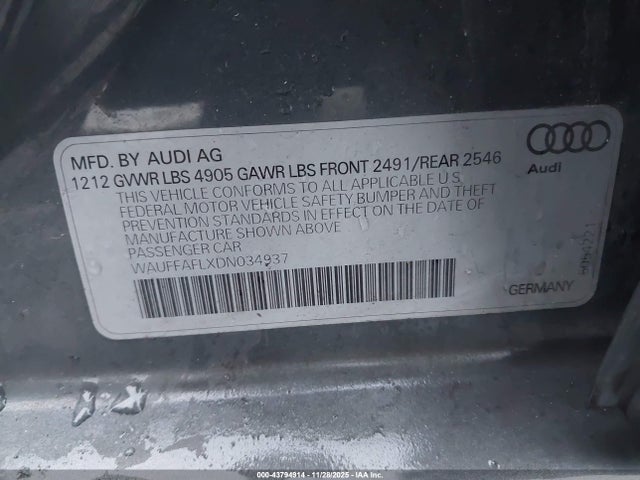 MFD. BY AUDI AG
1212 GVWR LBS 4905 GAWR LBS FRONT 2491/REAR 2546
THIS VEHICLE CONFORMS TO ALL APPLICABLE U.S.
FEDERAL MOTOR VEHICLE SAFETY BUMPER AND THEFT
PREVENTION STANDARDS IN EFFECT ON THE DATE OF
MANUFACTURE SHOWN ABOVE
PASSENGER CAR
WAUFFAFLXDN034937
Audi
GERMANY
000-43794914 - 11/28/2025 - IAAI.COM